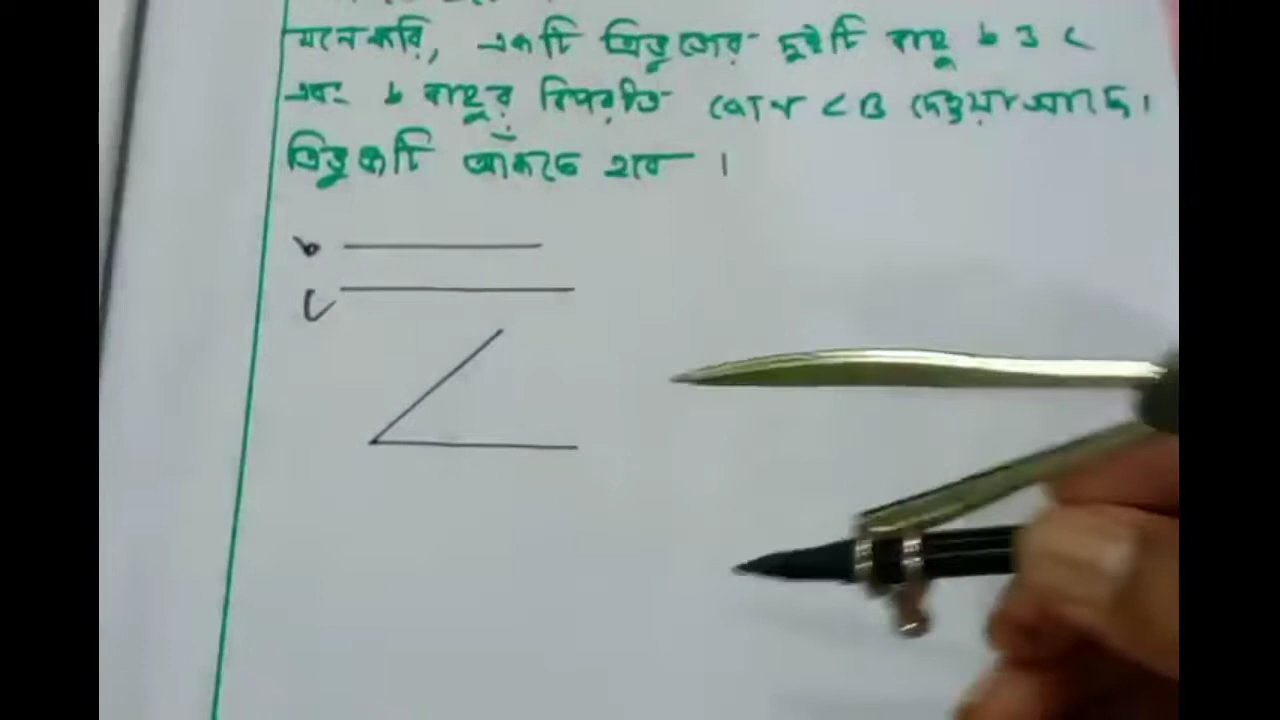 মনেকরি, একটি ত্রিভুজের দুইটি বাহু b ও c
এবং b বাহুর বিপরীত কোণ ∠B দেওয়া আছে।
ত্রিভুজটি আঁকতে হবে ।
b
c